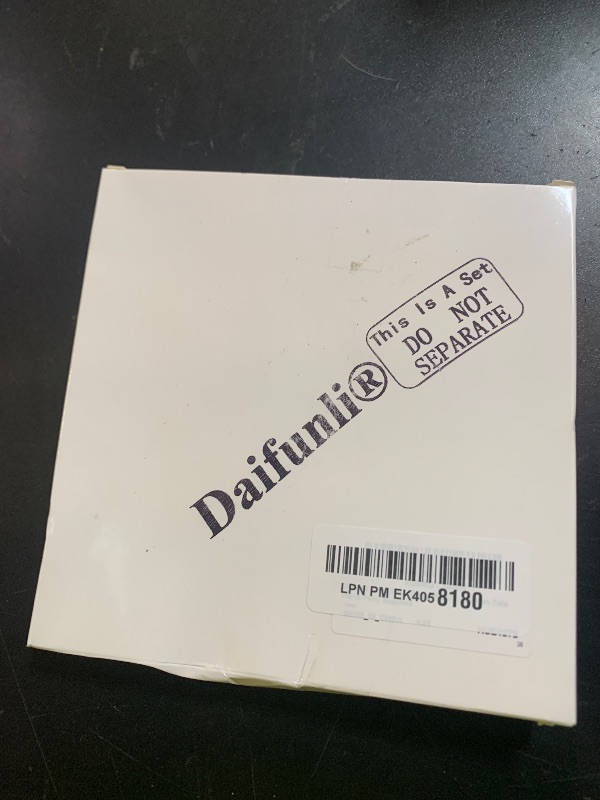 This Is A Set
DO NOT
SEPARATE
Daifunli®
LPN PM EK405 8180